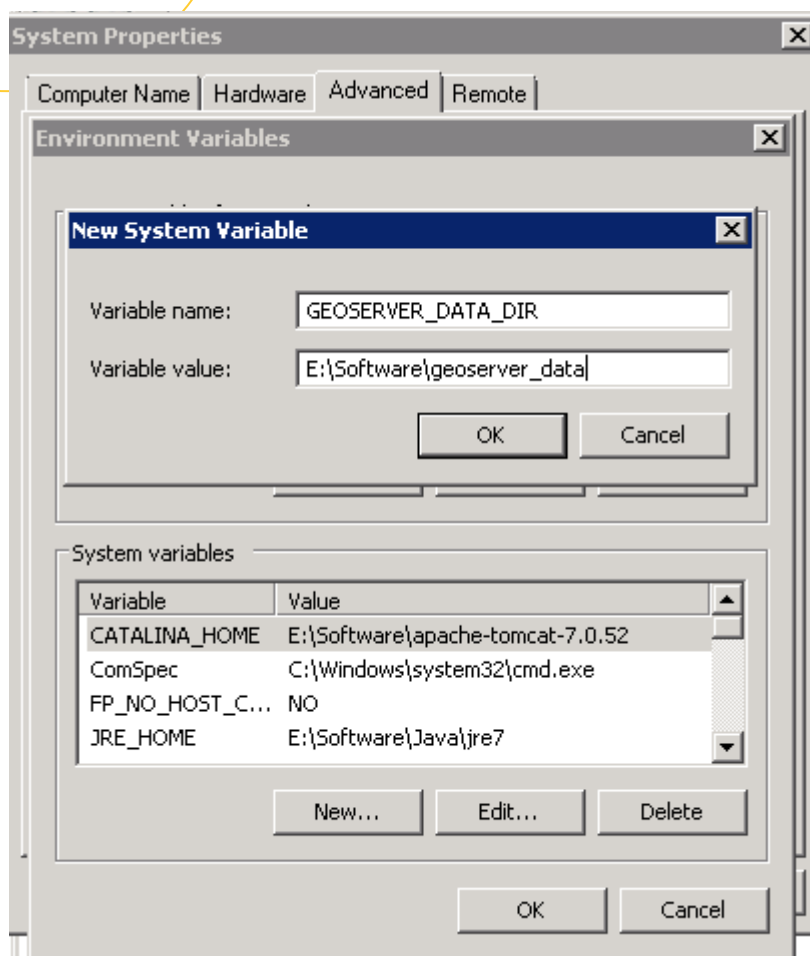 System Properties
Computer Name Hardware Advanced Remote
Environment Variables
New System Variable
Variable name: GEOSERVER_DATA_DIR
Variable value: E:\Software\geoserver_data
OK Cancel
System variables
Variable Value
CATALINA_HOME E:\Software\apache-tomcat-7.0.52
ComSpec C:\Windows\system32\cmd.exe
FP_NO_HOST_C... NO
JRE_HOME E:\Software\Java\jre7
New... Edit... Delete
OK Cancel